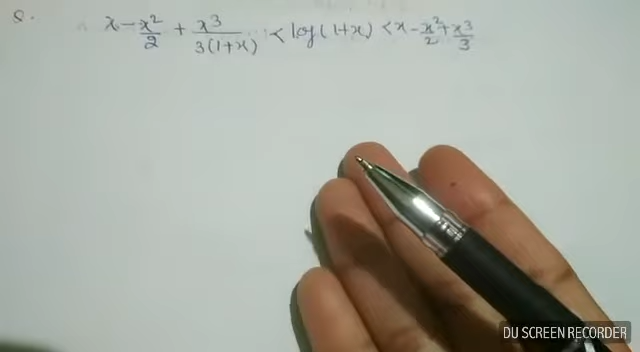 Q. x - x²/2 + x³/3(1+x) < log(1+x) < x - x²/2 + x³/3
DU SCREEN RECORDER